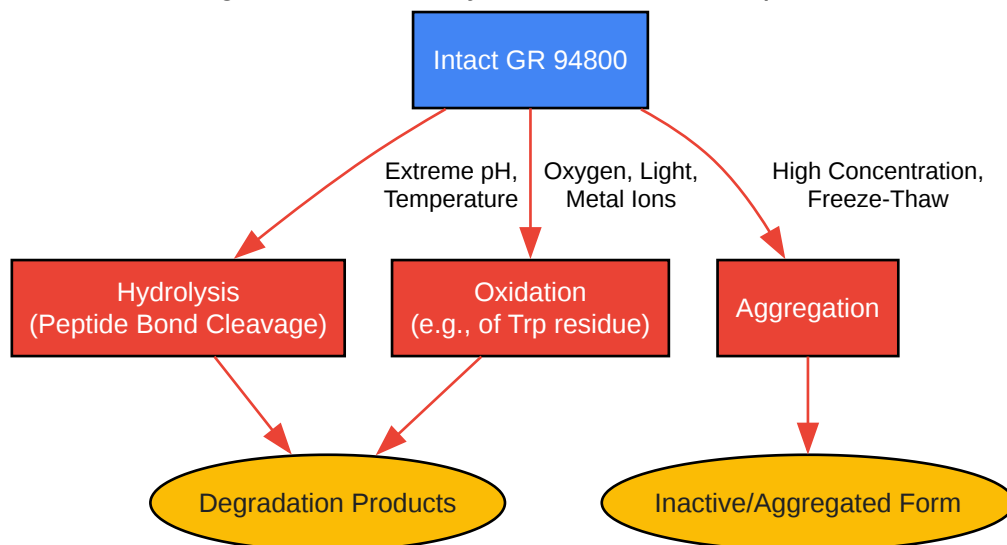 Intact GR 94800
Extreme pH,
Temperature
Oxygen, Light,
Metal Ions
High Concentration,
Freeze-Thaw
Hydrolysis
(Peptide Bond Cleavage)
Oxidation
(e.g., of Trp residue)
Aggregation
Degradation Products
Inactive/Aggregated Form